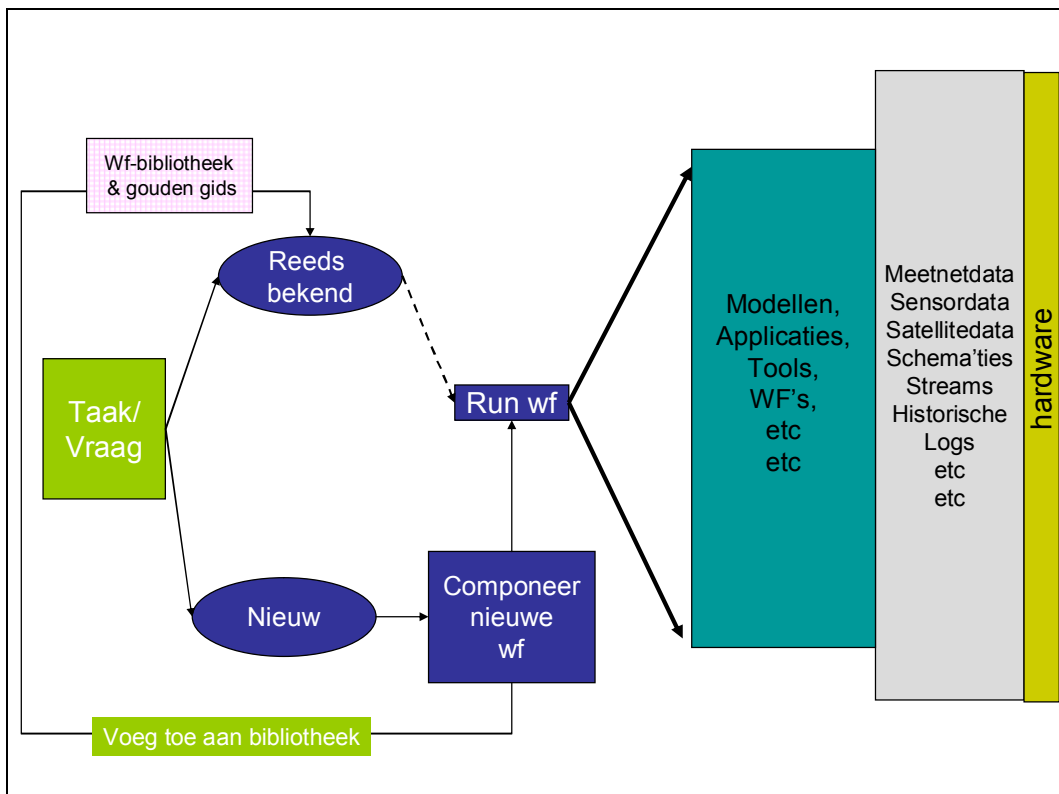 Wf-bibliotheek
& gouden gids
Reeds
bekend
Taak/
Vraag
Run wf
Nieuw
Componeer
nieuwe
wf
Voeg toe aan bibliotheek
Modellen,
Applicaties,
Tools,
WF's,
etc
etc
Meetnetdata
Sensordata
Satellitedata
Schema'ties
Streams
Historische
Logs
etc
etc
hardware